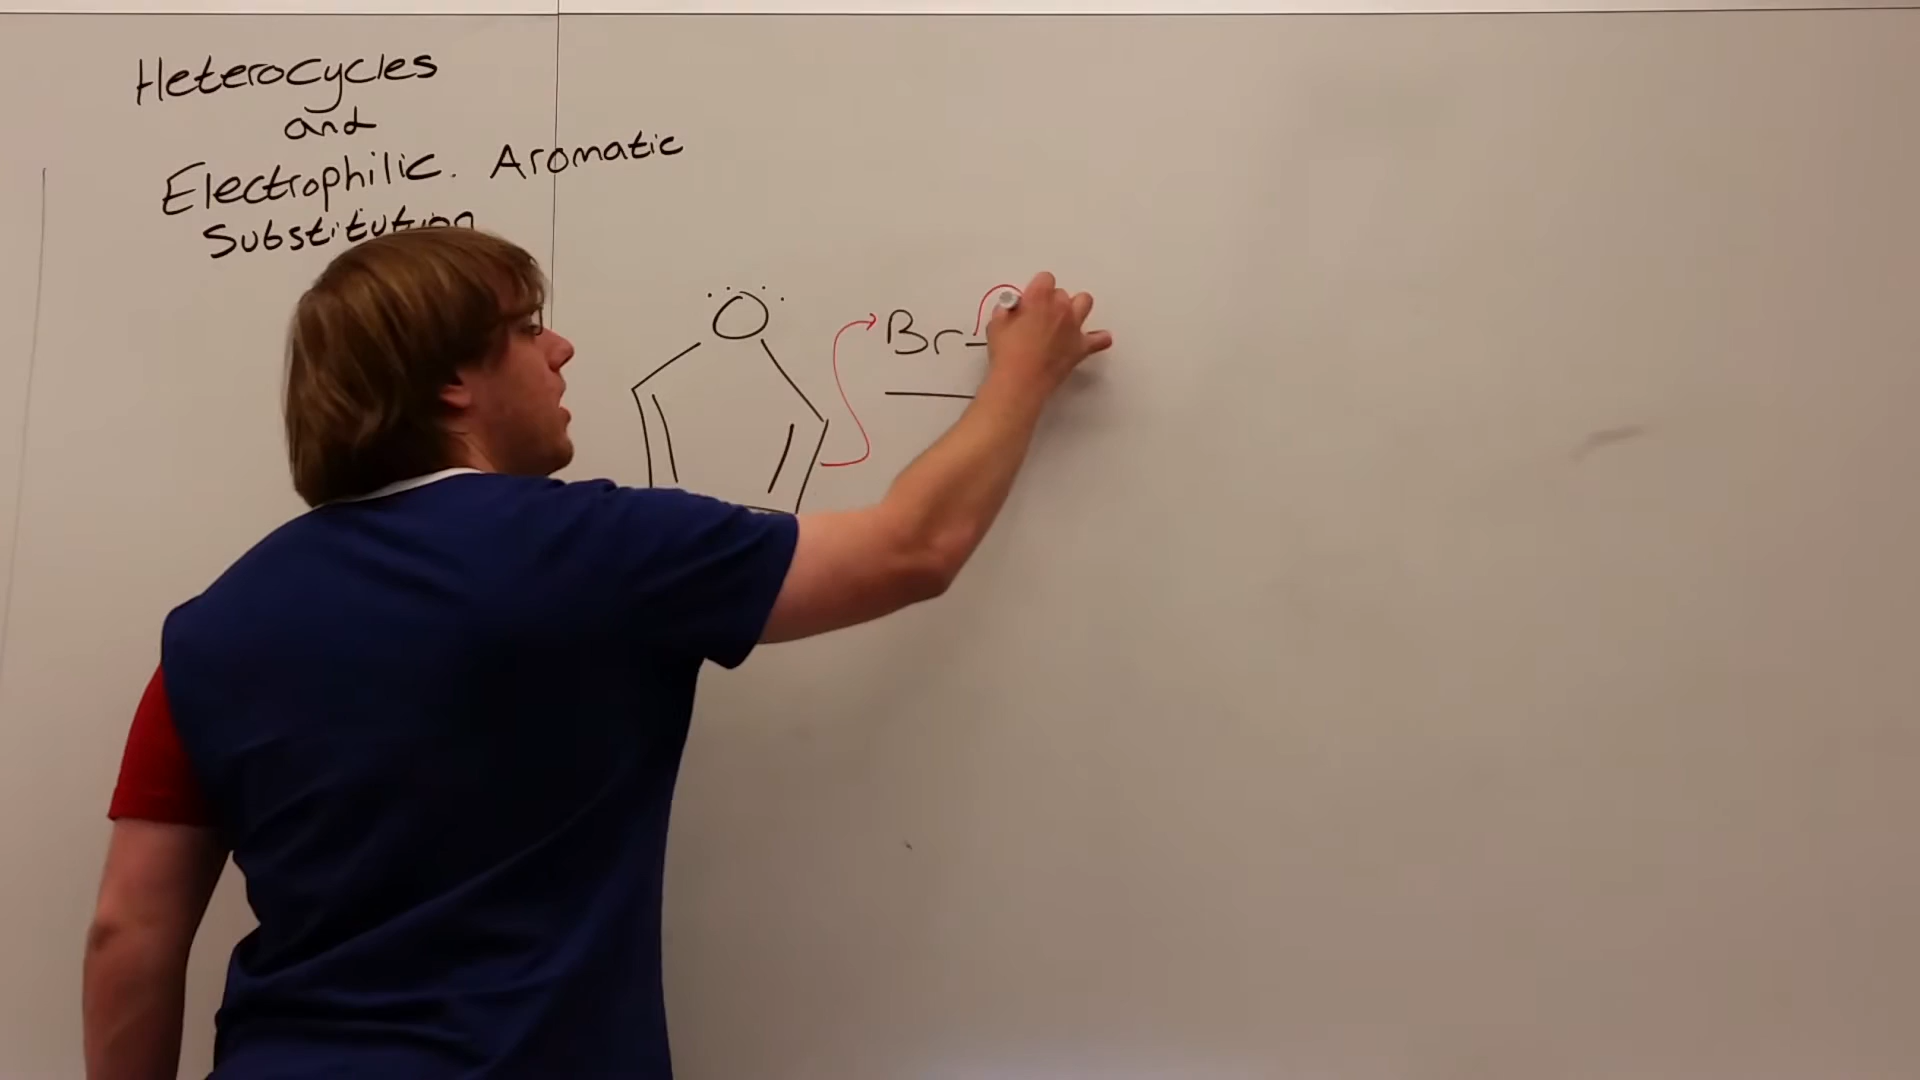 Heterocycles
and
Electrophilic. Aromatic
Substitution
O
Br